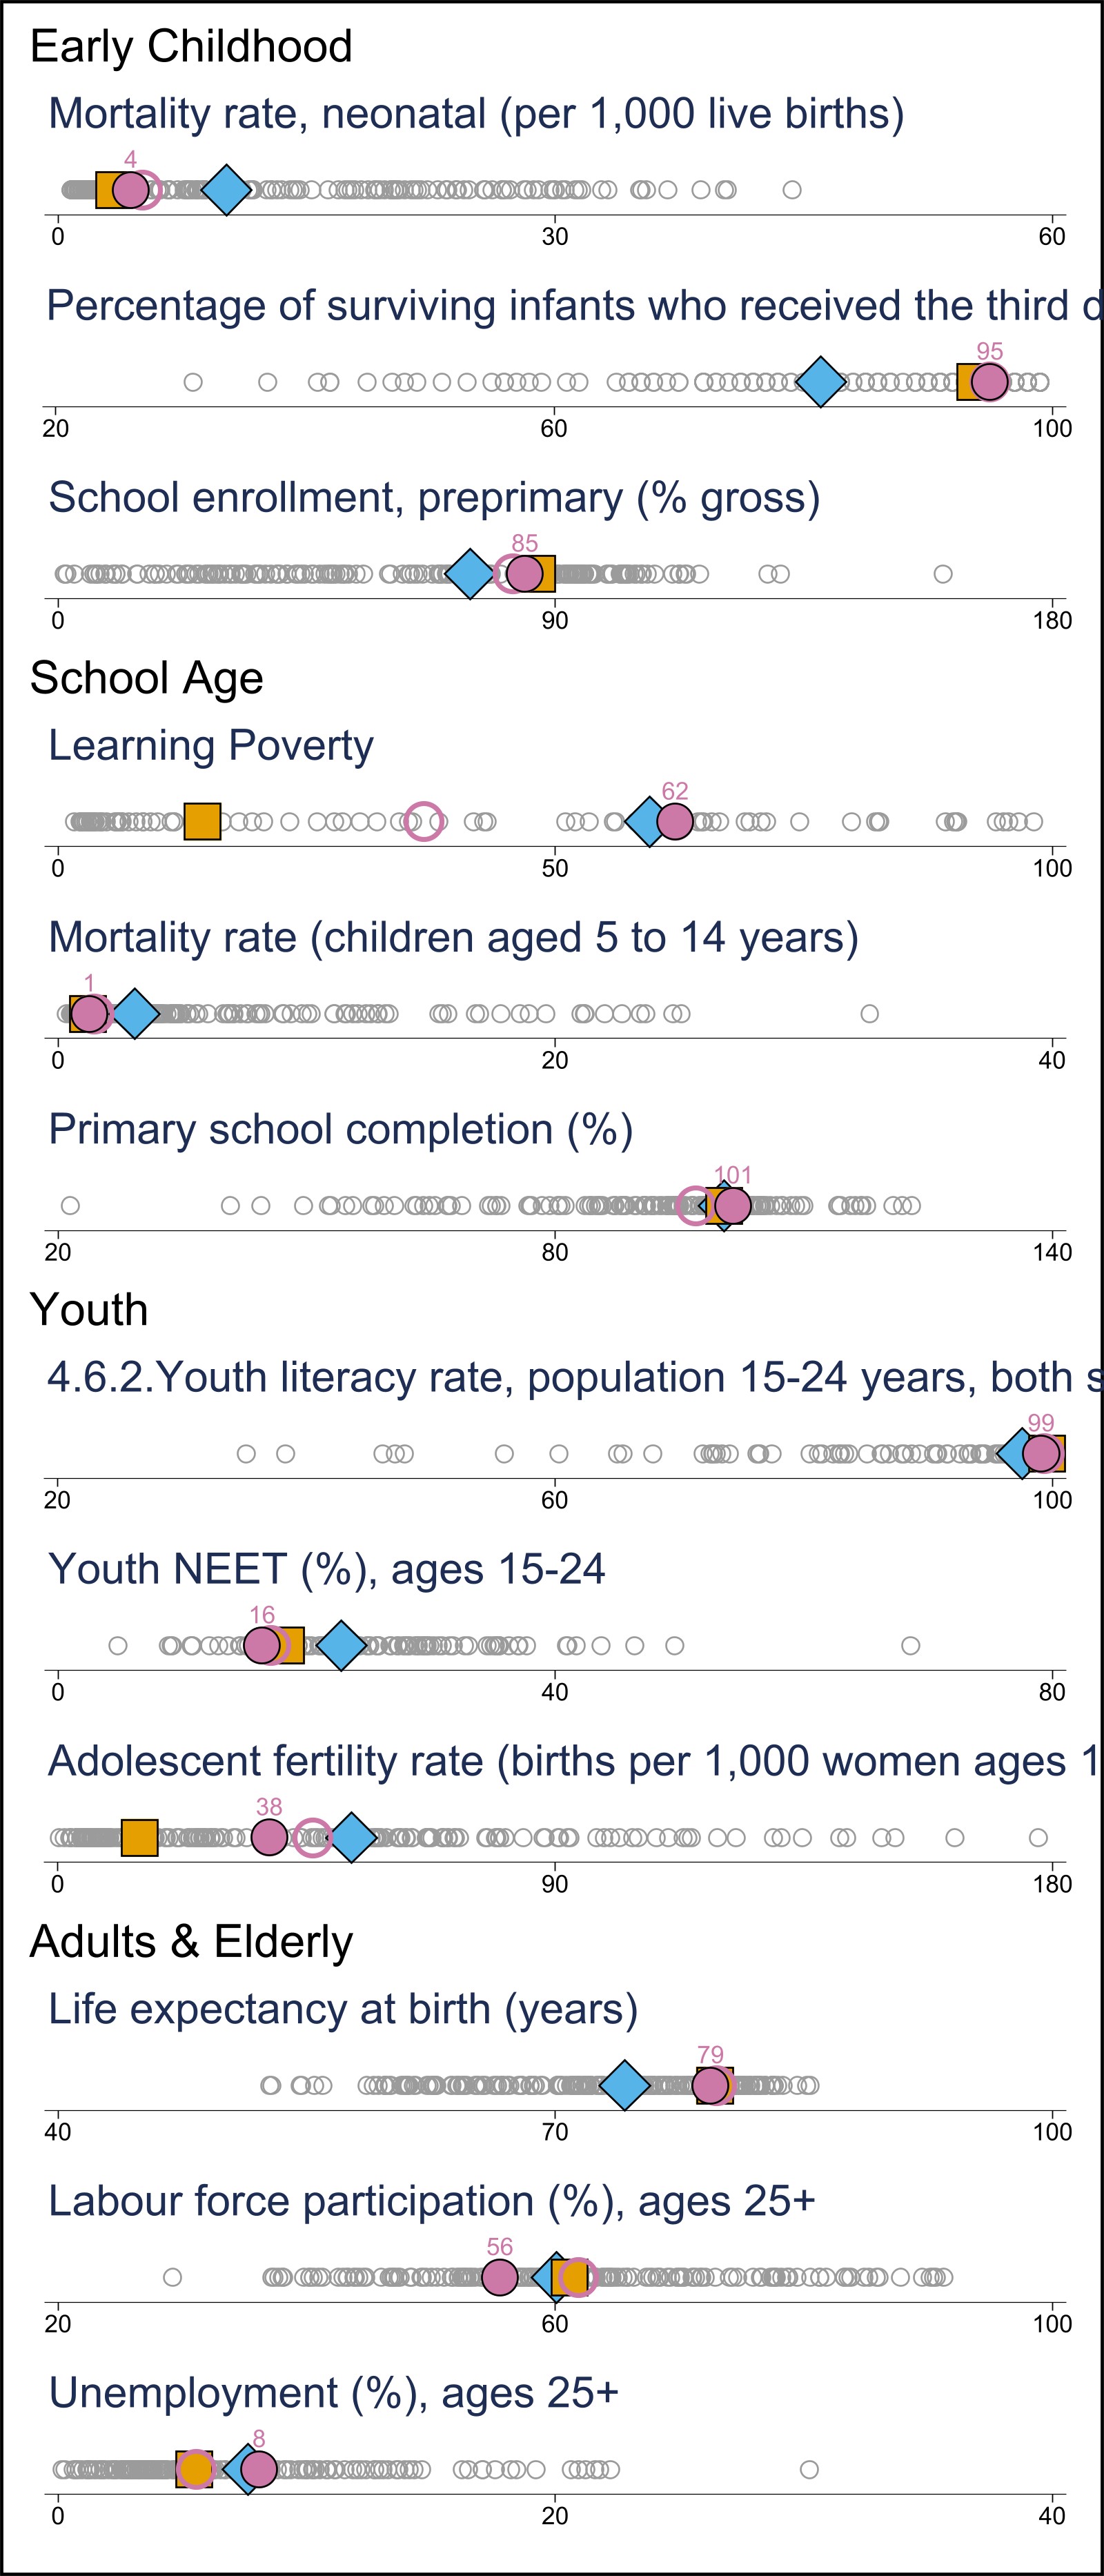 Early Childhood
Mortality rate, neonatal (per 1,000 live births)
4
0 30 60
Percentage of surviving infants who received the third d
95
20 60 100
School enrollment, preprimary (% gross)
85
0 90 180
School Age
Learning Poverty
62
0 50 100
Mortality rate (children aged 5 to 14 years)
1
0 20 40
Primary school completion (%)
101
20 80 140
Youth
4.6.2.Youth literacy rate, population 15-24 years, both s
99
20 60 100
Youth NEET (%), ages 15-24
16
0 40 80
Adolescent fertility rate (births per 1,000 women ages 1
38
0 90 180
Adults & Elderly
Life expectancy at birth (years)
79
40 70 100
Labour force participation (%), ages 25+
56
20 60 100
Unemployment (%), ages 25+
8
0 20 40